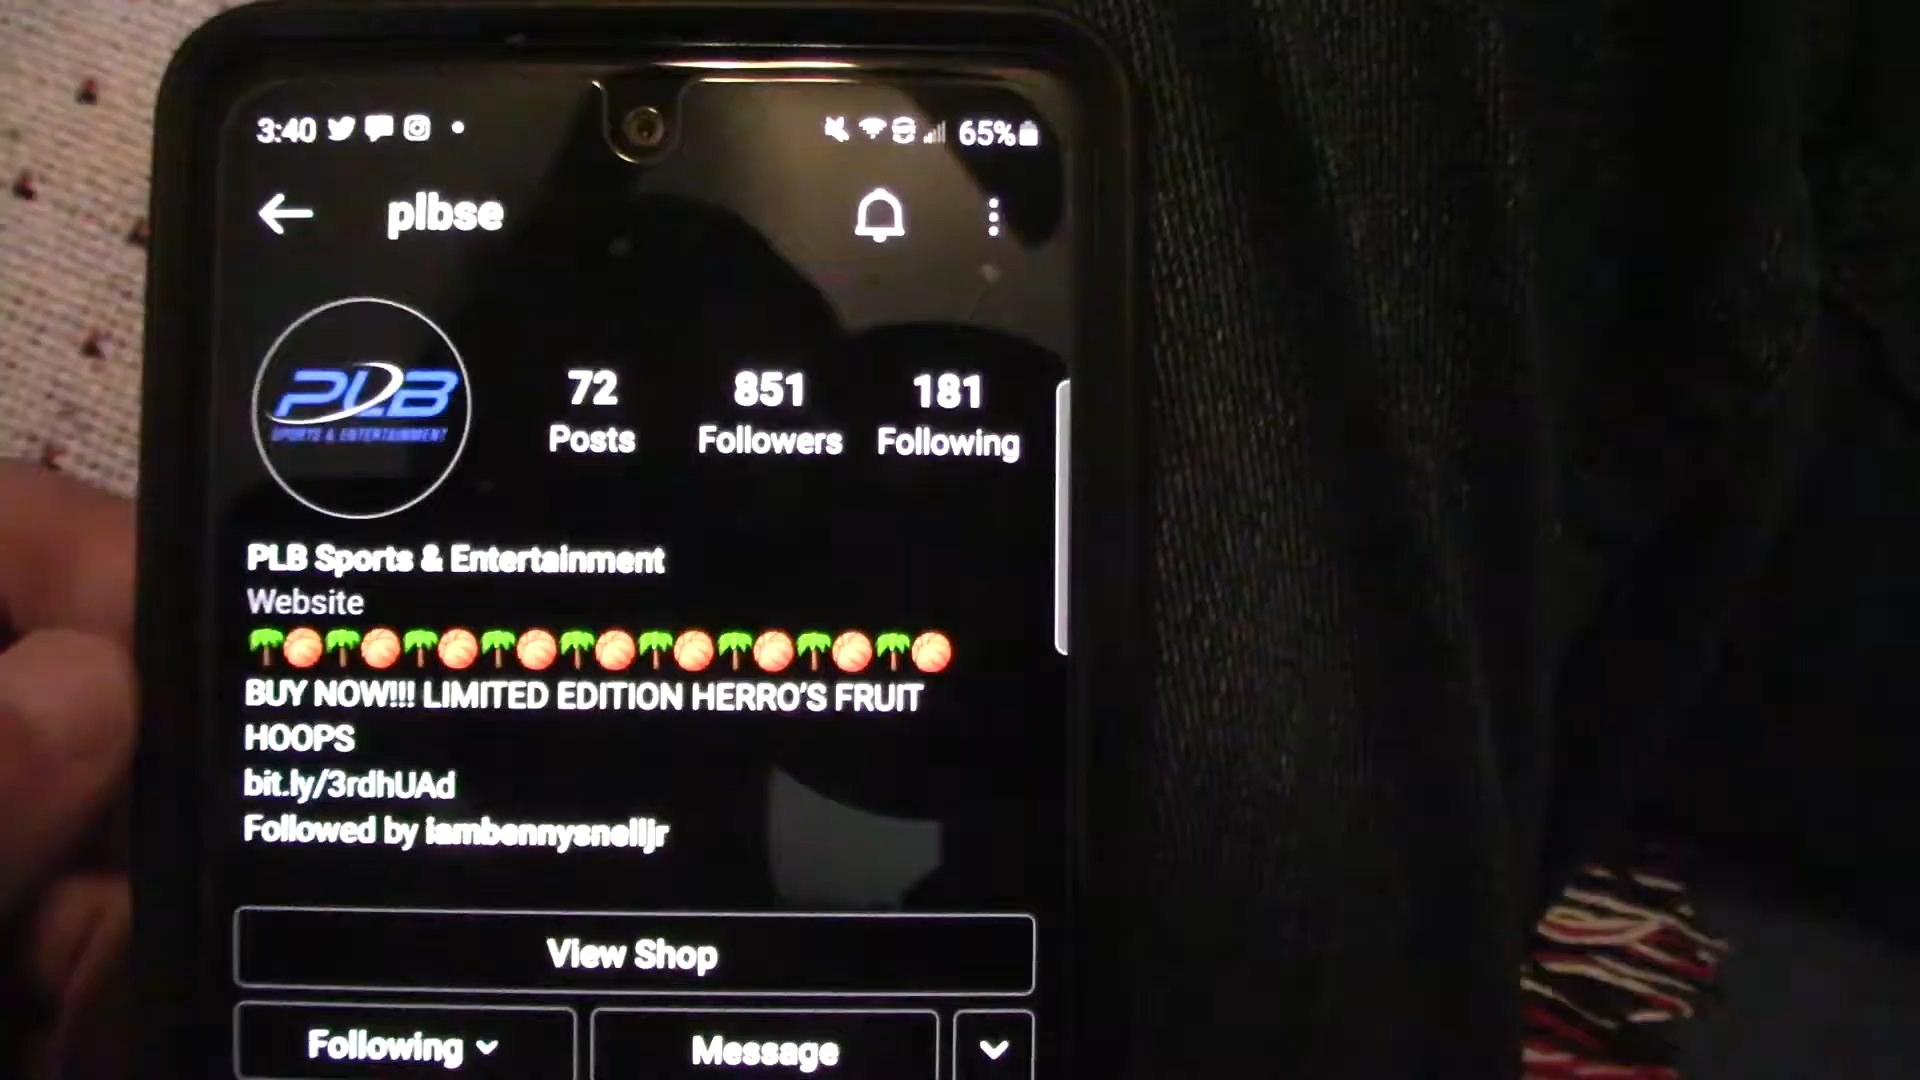 3:40 65%
plbse
PLB
SPORTS & ENTERTAINMENT
72 851 181
Posts Followers Following
PLB Sports & Entertainment
Website
🌴🏀🌴🏀🌴🏀🌴🏀🌴🏀🌴🏀🌴🏀🌴🏀🌴🏀
BUY NOW!!! LIMITED EDITION HERRO'S FRUIT
HOOPS
bit.ly/3rdhUAd
Followed by iambennysnelljr
View Shop
Following Message